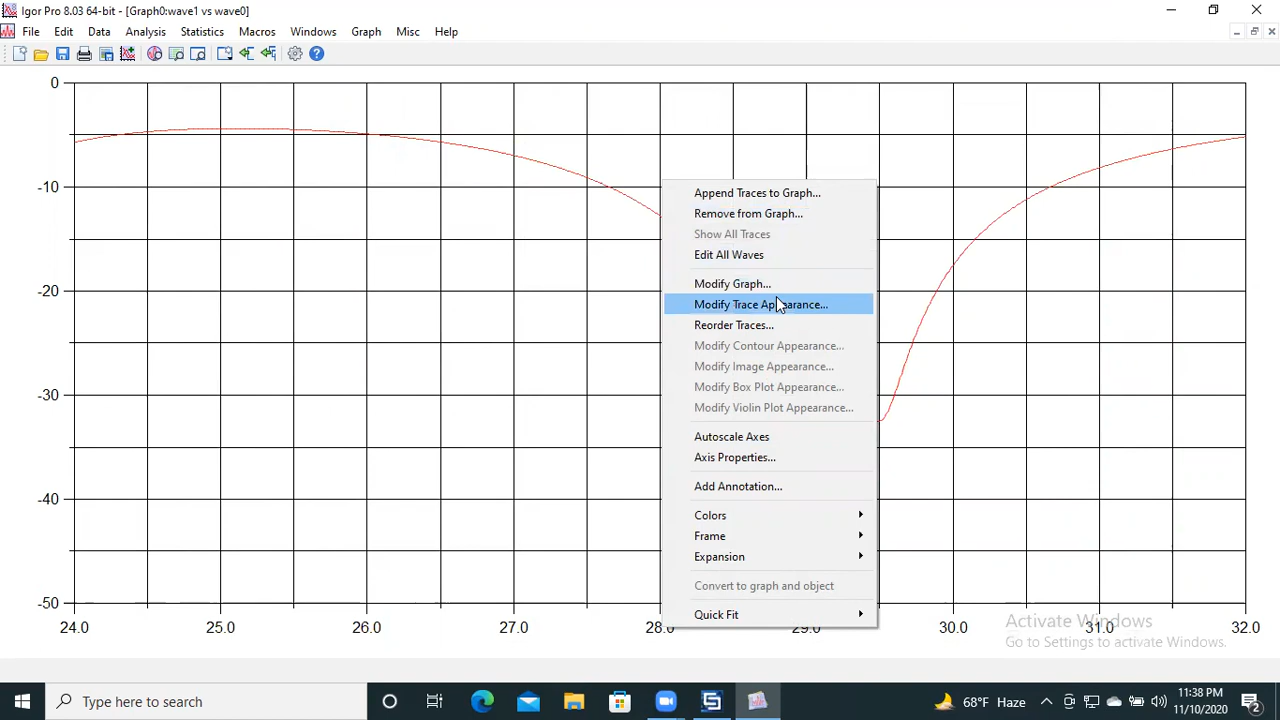 Igor Pro 8.03 64-bit - [Graph0:wave1 vs wave0]
File Edit Data Analysis Statistics Macros Windows Graph Misc Help
0
-10
-20
-30
-40
-50
24.0 25.0 26.0 27.0 28.0 29.0 30.0 31.0 32.0
Append Traces to Graph...
Remove from Graph...
Show All Traces
Edit All Waves
Modify Graph...
Modify Trace Appearance...
Reorder Traces...
Modify Contour Appearance...
Modify Image Appearance...
Modify Box Plot Appearance...
Modify Violin Plot Appearance...
Autoscale Axes
Axis Properties...
Add Annotation...
Colors
Frame
Expansion
Convert to graph and object
Quick Fit
Activate Windows
Go to Settings to activate Windows.
Type here to search
68°F Haze
11:38 PM
11/10/2020
2